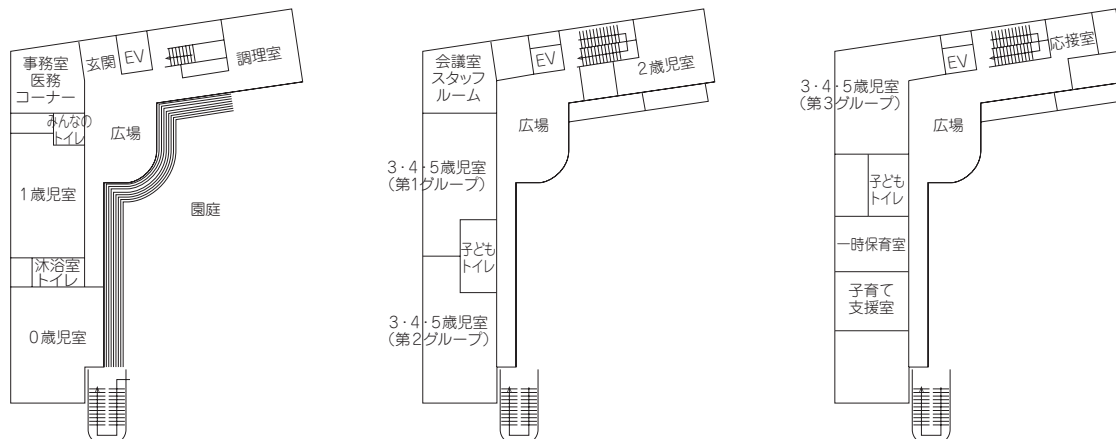 事務室
医務
コーナー
玄関
EV
調理室
みんなの
トイレ
広場
1歳児室
園庭
沐浴室
トイレ
0歳児室
会議室
スタッフ
ルーム
EV
2歳児室
広場
3・4・5歳児室
(第1グループ)
子ども
トイレ
3・4・5歳児室
(第2グループ)
応接室
EV
3・4・5歳児室
(第3グループ)
広場
子ども
トイレ
一時保育室
子育て
支援室